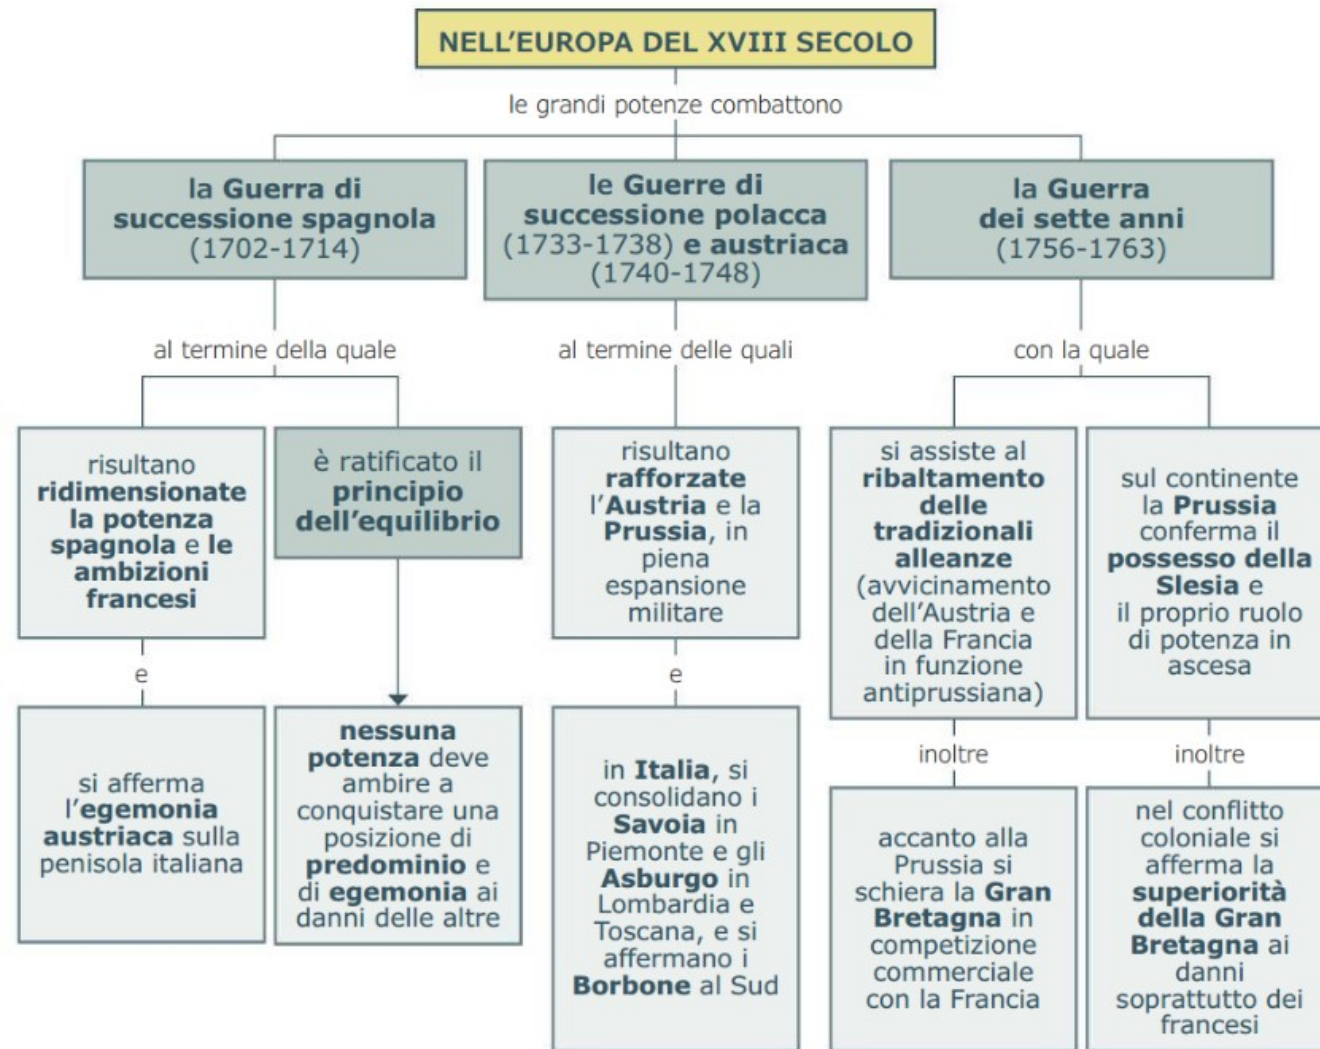 NELL'EUROPA DEL XVIII SECOLO
le grandi potenze combattono
la Guerra di
successione spagnola
(1702-1714)
le Guerre di
successione polacca
(1733-1738) e austriaca
(1740-1748)
la Guerra
dei sette anni
(1756-1763)
al termine della quale
al termine delle quali
con la quale
risultano
ridimensionate
la potenza
spagnola e le
ambizioni
francesi
è ratificato il
principio
dell'equilibrio
risultano
rafforzate
l'Austria e la
Prussia, in
piena
espansione
militare
si assiste al
ribaltamento
delle
tradizionali
alleanze
(avvicinamento
dell'Austria e
della Francia
in funzione
antiprussiana)
sul continente
la Prussia
conferma il
possesso della
Slesia e
il proprio ruolo
di potenza in
ascesa
e
e
inoltre
inoltre
si afferma
l'egemonia
austriaca sulla
penisola italiana
nessuna
potenza deve
ambire a
conquistare una
posizione di
predominio e
di egemonia ai
danni delle altre
in Italia, si
consolidano i
Savoia in
Piemonte e gli
Asburgo in
Lombardia e
Toscana, e si
affermano i
Borbone al Sud
accanto alla
Prussia si
schiera la Gran
Bretagna in
competizione
commerciale
con la Francia
nel conflitto
coloniale si
afferma la
superiorità
della Gran
Bretagna ai
danni
soprattutto dei
francesi